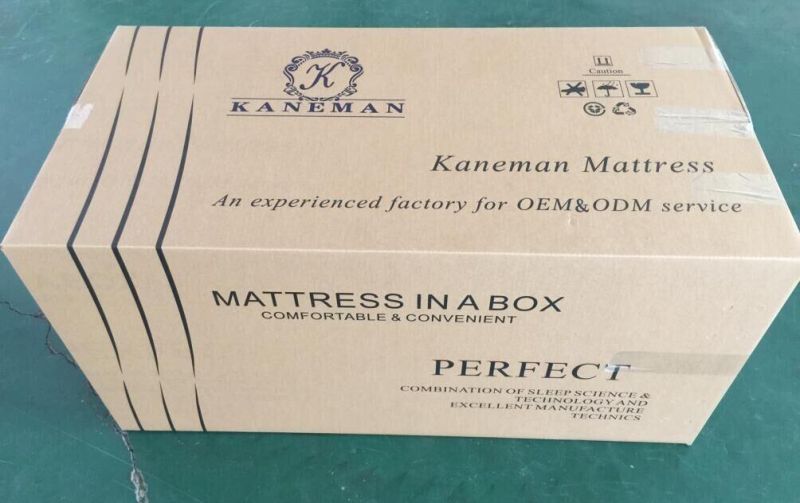 K
KANEMAN
Caution
Kaneman Mattress
An experienced factory for OEM&ODM service
MATTRESS IN A BOX
COMFORTABLE & CONVENIENT
PERFECT
COMBINATION OF SLEEP SCIENCE &
TECHNOLOGY AND
EXCELLENT MANUFACTURE
TECHNICS